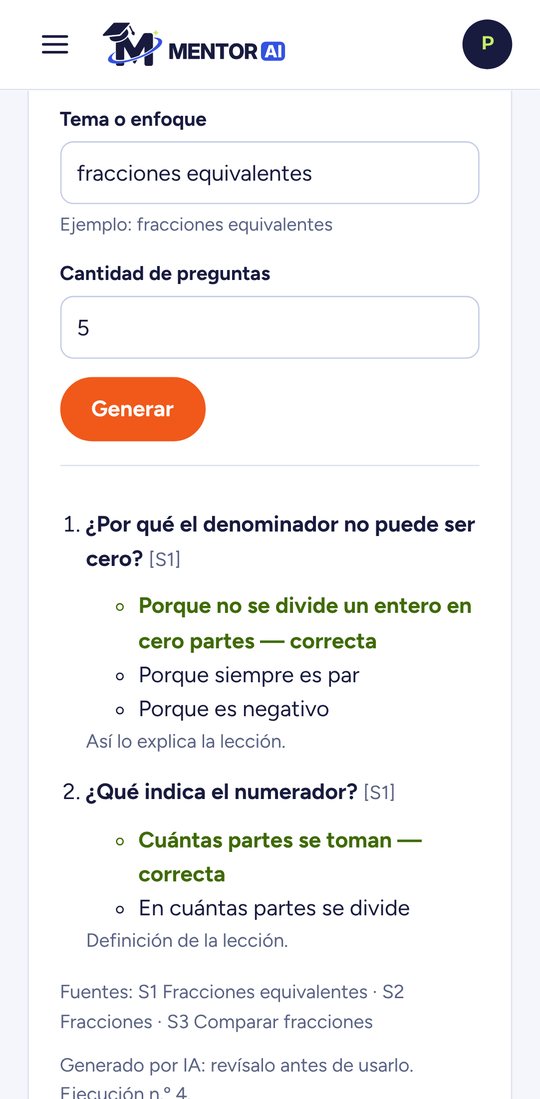 MENTOR AI
P
Tema o enfoque
fracciones equivalentes
Ejemplo: fracciones equivalentes
Cantidad de preguntas
5
Generar
1. ¿Por qué el denominador no puede ser
cero? [S1]
Porque no se divide un entero en
cero partes — correcta
Porque siempre es par
Porque es negativo
Así lo explica la lección.
2. ¿Qué indica el numerador? [S1]
Cuántas partes se toman —
correcta
En cuántas partes se divide
Definición de la lección.
Fuentes: S1 Fracciones equivalentes · S2
Fracciones · S3 Comparar fracciones
Generado por IA: revísalo antes de usarlo.
Ejecución n.º 4